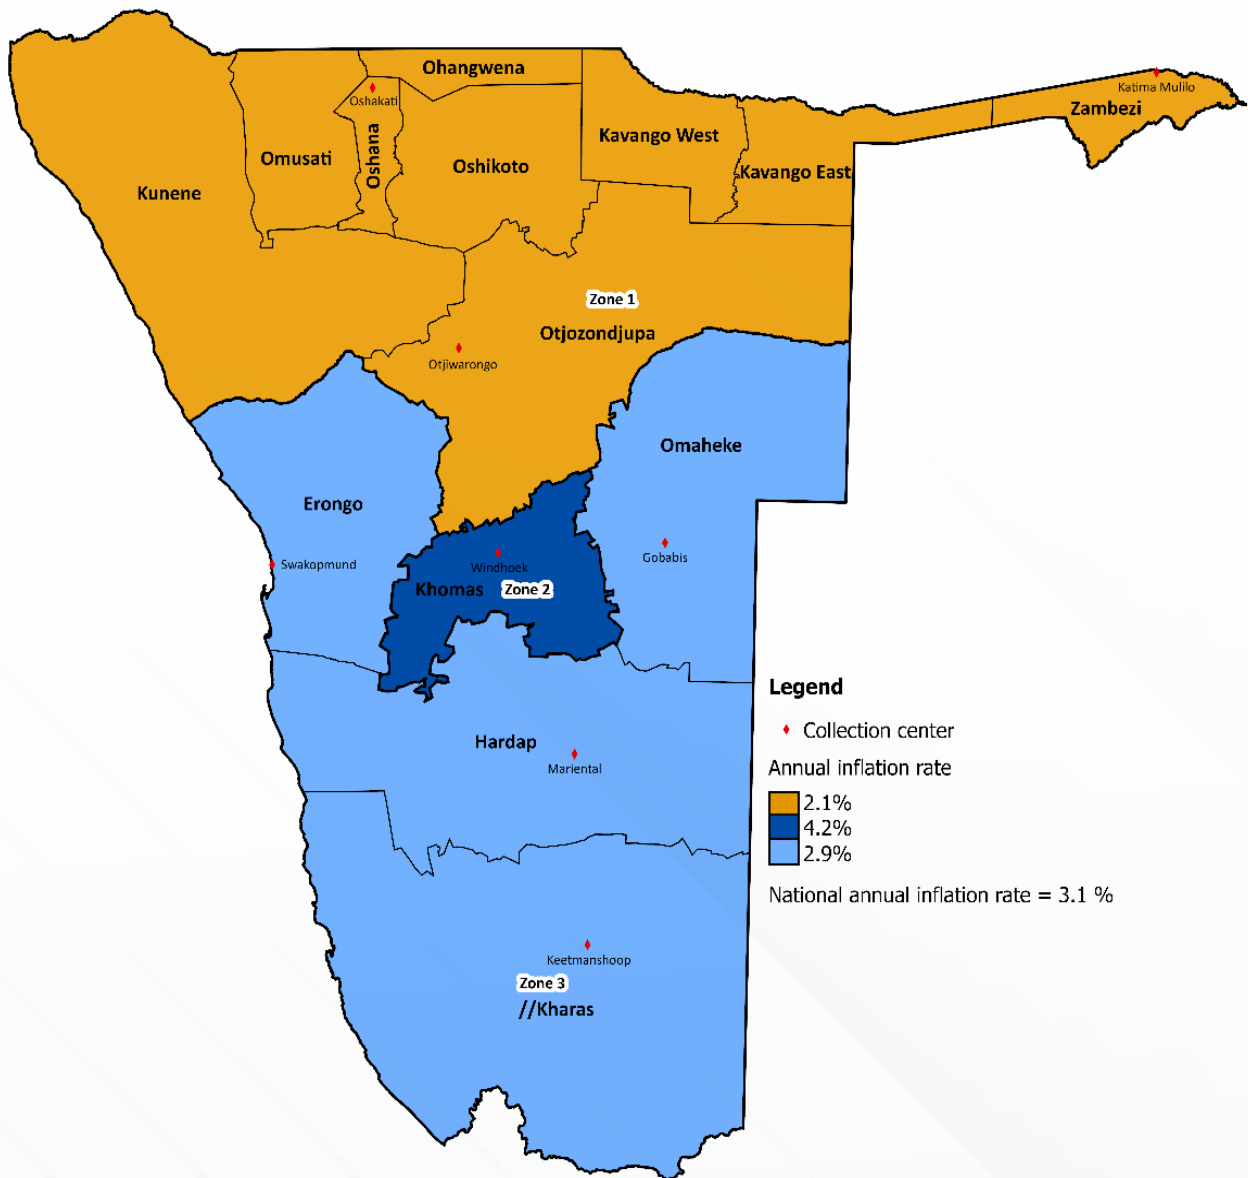 Ohangwena
Katima Mulilo
Oshakati
Zambezi
Kavango West
Omusati
Oshana
Oshikoto
Kavango East
Kunene
Zone 1
Otjozondjupa
Otjiwarongo
Omaheke
Erongo
Gobabis
Swakopmund
Windhoek
Khomas
Zone 2
Legend
Collection center
Hardap
Mariental
Annual inflation rate
2.1%
4.2%
2.9%
National annual inflation rate = 3.1 %
Keetmanshoop
Zone 3
//Kharas